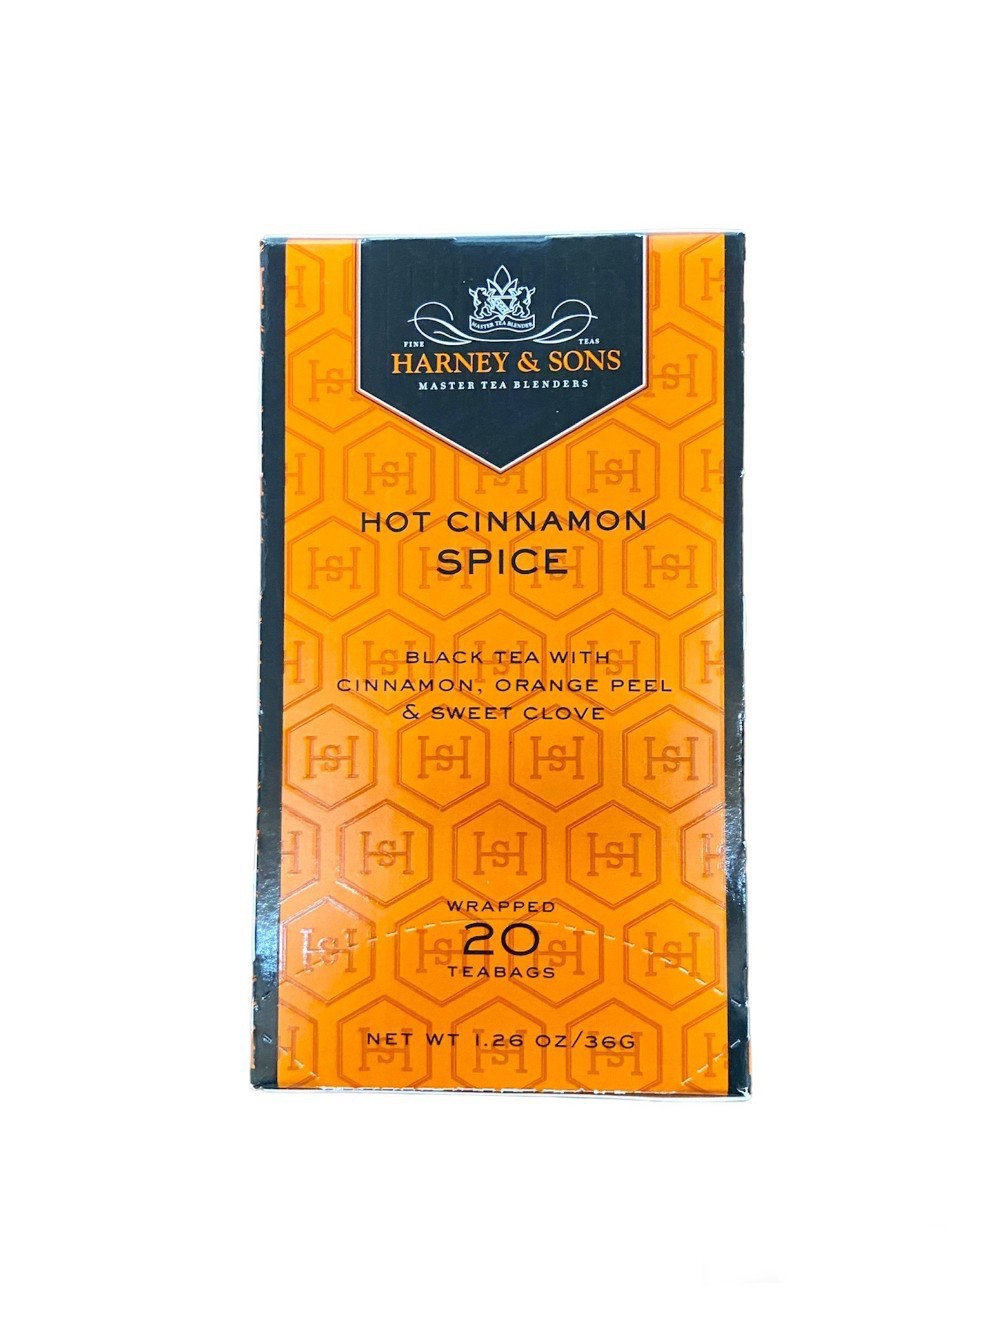 MASTER TEA BLENDER
FINE TEAS
HARNEY & SONS
MASTER TEA BLENDERS
HOT CINNAMON
SPICE
BLACK TEA WITH
CINNAMON, ORANGE PEEL
& SWEET CLOVE
WRAPPED
20
TEABAGS
NET WT 1.26 OZ/36G